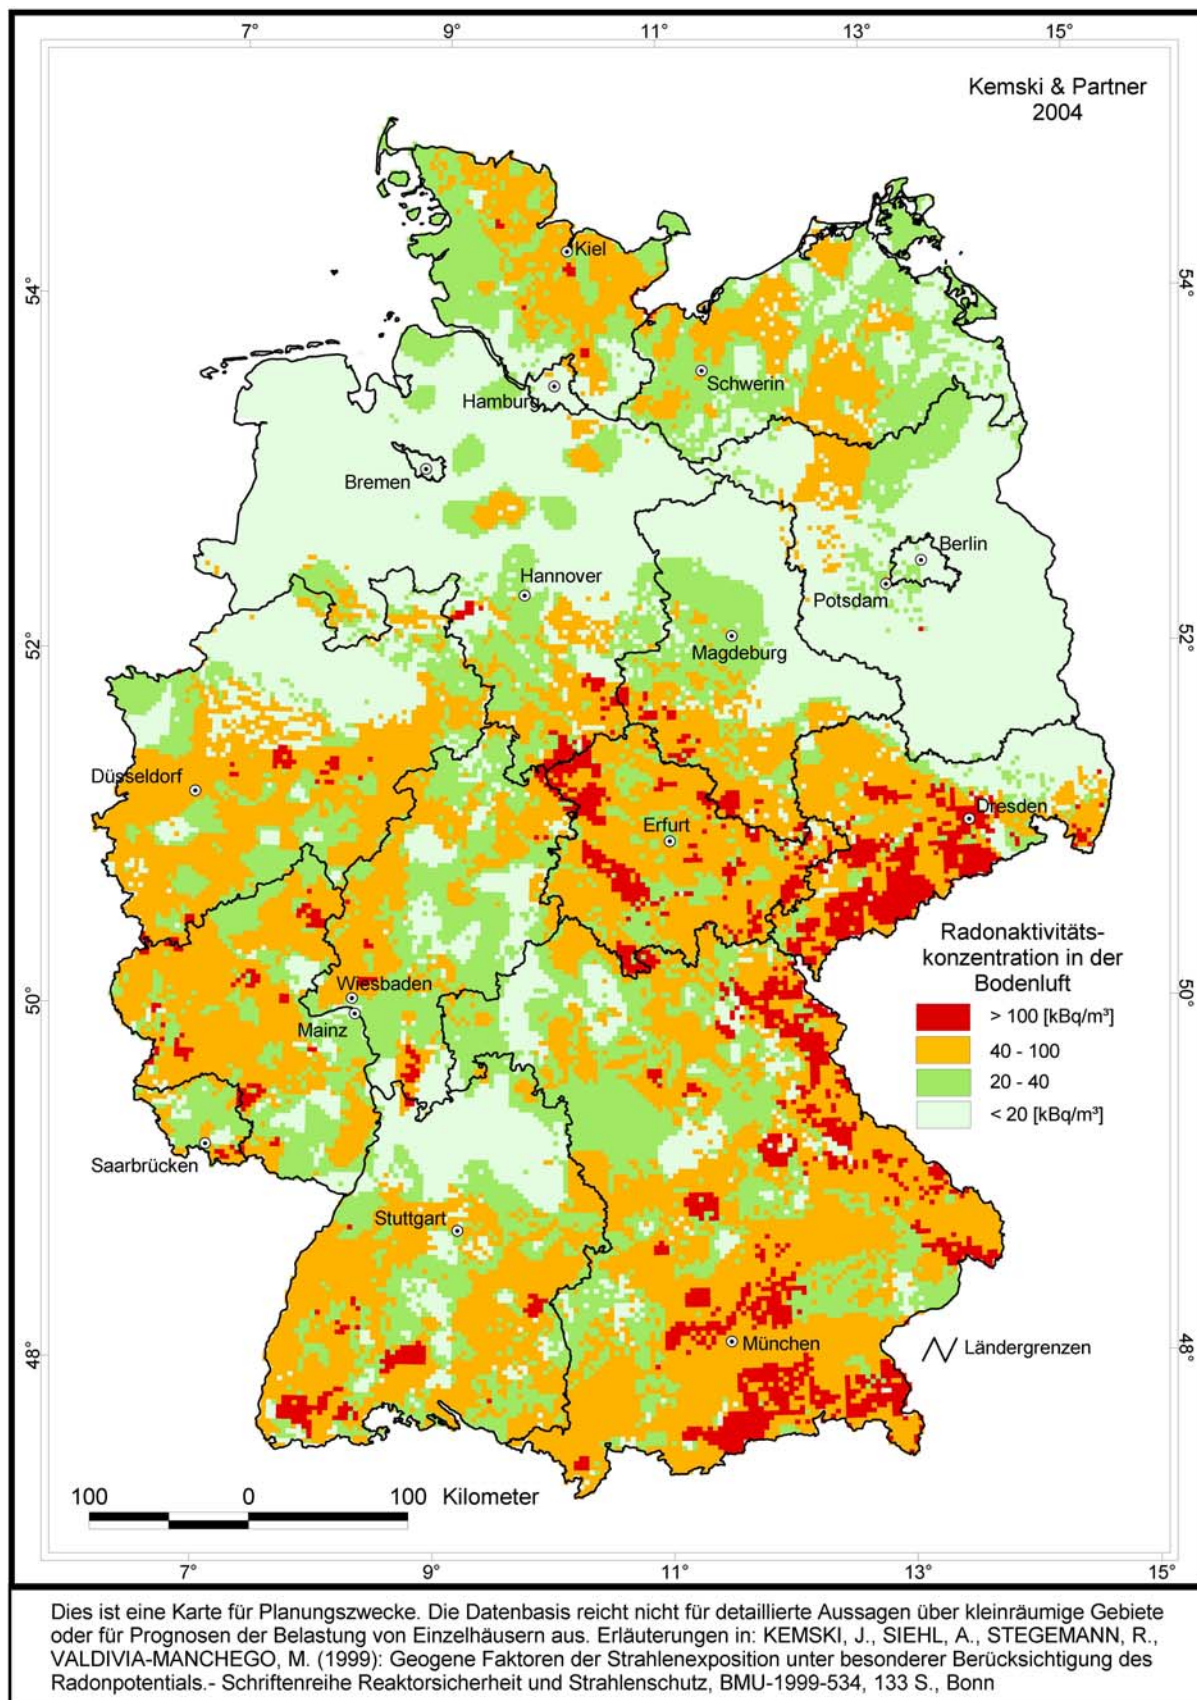 7° 9° 11° 13° 15°
Kemski & Partner
2004
54° 54°
Kiel
Schwerin
Hamburg
Bremen
Berlin
Hannover
Potsdam
52° 52°
Magdeburg
Düsseldorf
Dresden
Erfurt
Radonaktivitäts-
konzentration in der
Bodenluft
Wiesbaden
50° 50°
Mainz
> 100 [kBq/m³]
40 - 100
20 - 40
< 20 [kBq/m³]
Saarbrücken
Stuttgart
München
48° 48°
Ländergrenzen
100 0 100 Kilometer
7° 9° 11° 13° 15°
Dies ist eine Karte für Planungszwecke. Die Datenbasis reicht nicht für detaillierte Aussagen über kleinräumige Gebiete
oder für Prognosen der Belastung von Einzelhäusern aus. Erläuterungen in: KEMSKI, J., SIEHL, A., STEGEMANN, R.,
VALDIVIA-MANCHEGO, M. (1999): Geogene Faktoren der Strahlenexposition unter besonderer Berücksichtigung des
Radonpotentials.- Schriftenreihe Reaktorsicherheit und Strahlenschutz, BMU-1999-534, 133 S., Bonn